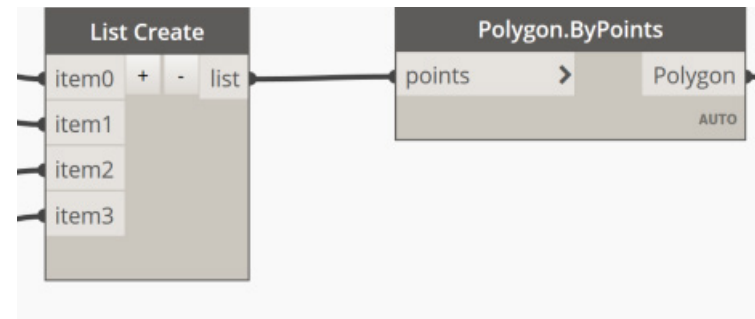 List Create
item0 + - list
item1
item2
item3
Polygon.ByPoints
points > Polygon
AUTO